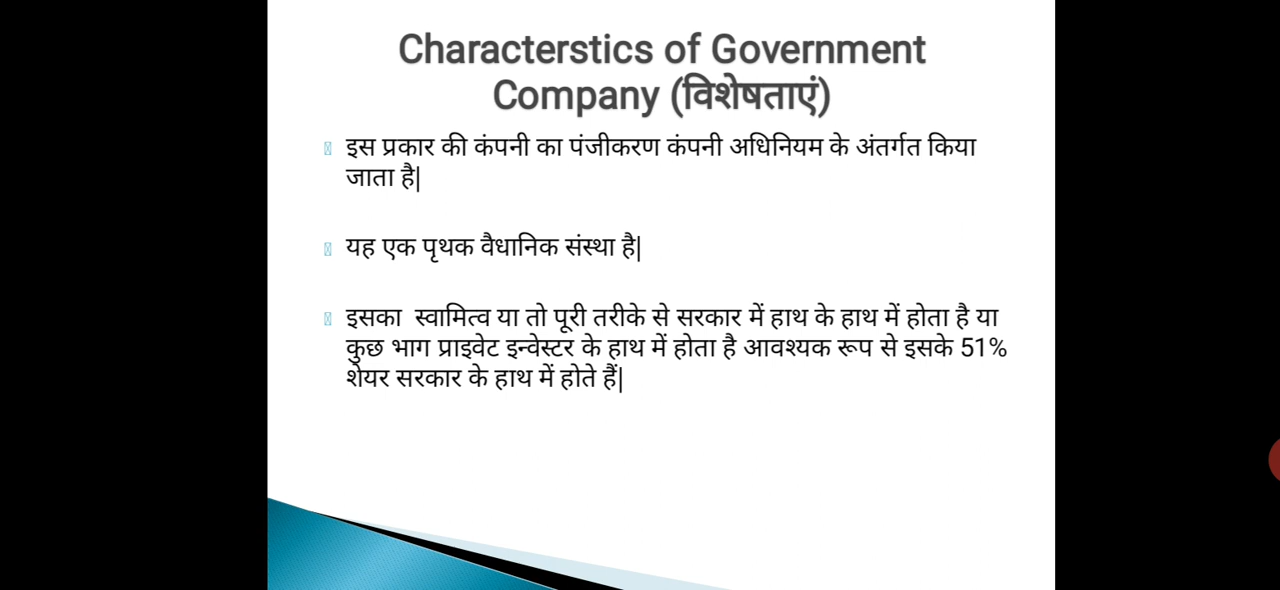 Characterstics of Government
Company (विशेषताएं)
इस प्रकार की कंपनी का पंजीकरण कंपनी अधिनियम के अंतर्गत किया
जाता है|
यह एक पृथक वैधानिक संस्था है|
इसका स्वामित्व या तो पूरी तरीके से सरकार में हाथ के हाथ में होता है या
कुछ भाग प्राइवेट इन्वेस्टर के हाथ में होता है आवश्यक रूप से इसके 51%
शेयर सरकार के हाथ में होते हैं|